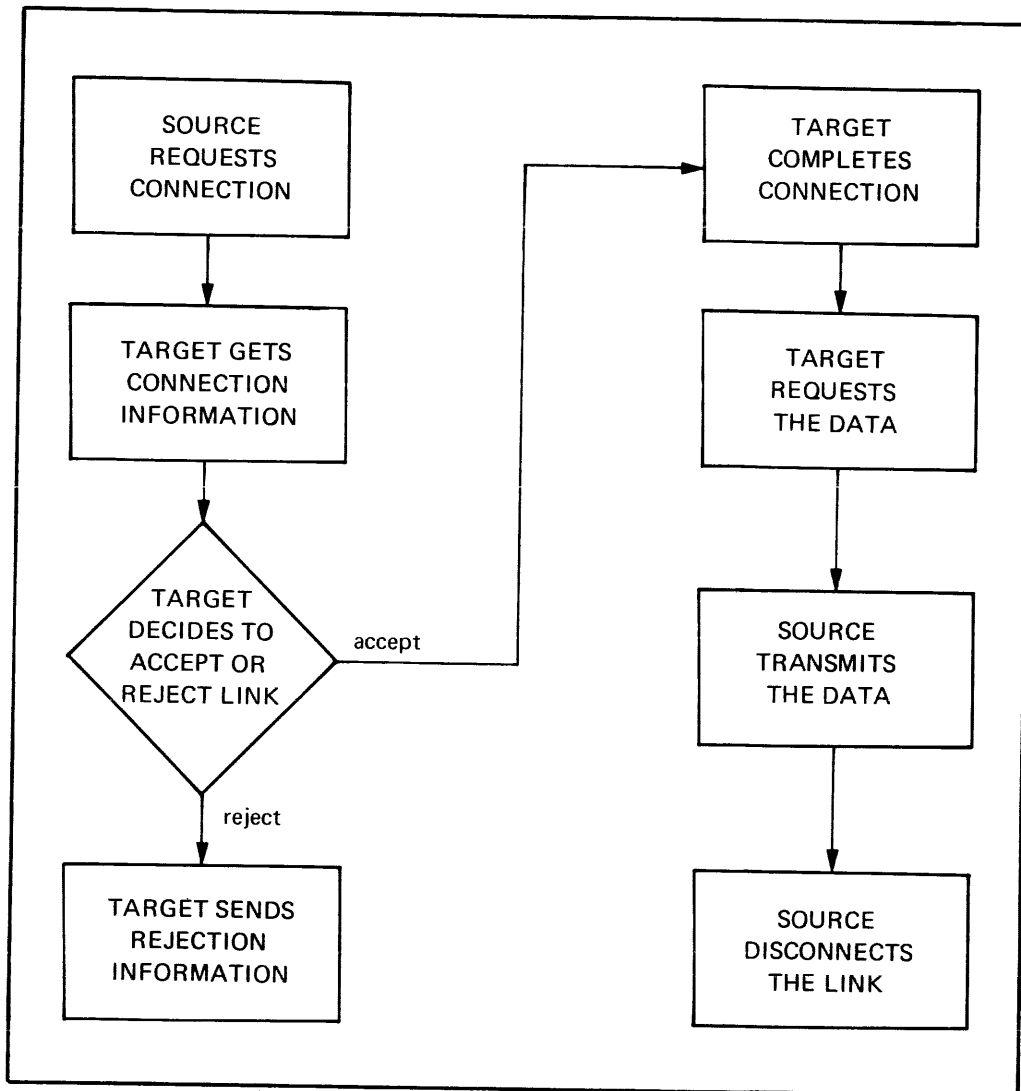 SOURCE
REQUESTS
CONNECTION
TARGET GETS
CONNECTION
INFORMATION
TARGET
DECIDES TO
ACCEPT OR
REJECT LINK
accept
reject
TARGET SENDS
REJECTION
INFORMATION
TARGET
COMPLETES
CONNECTION
TARGET
REQUESTS
THE DATA
SOURCE
TRANSMITS
THE DATA
SOURCE
DISCONNECTS
THE LINK